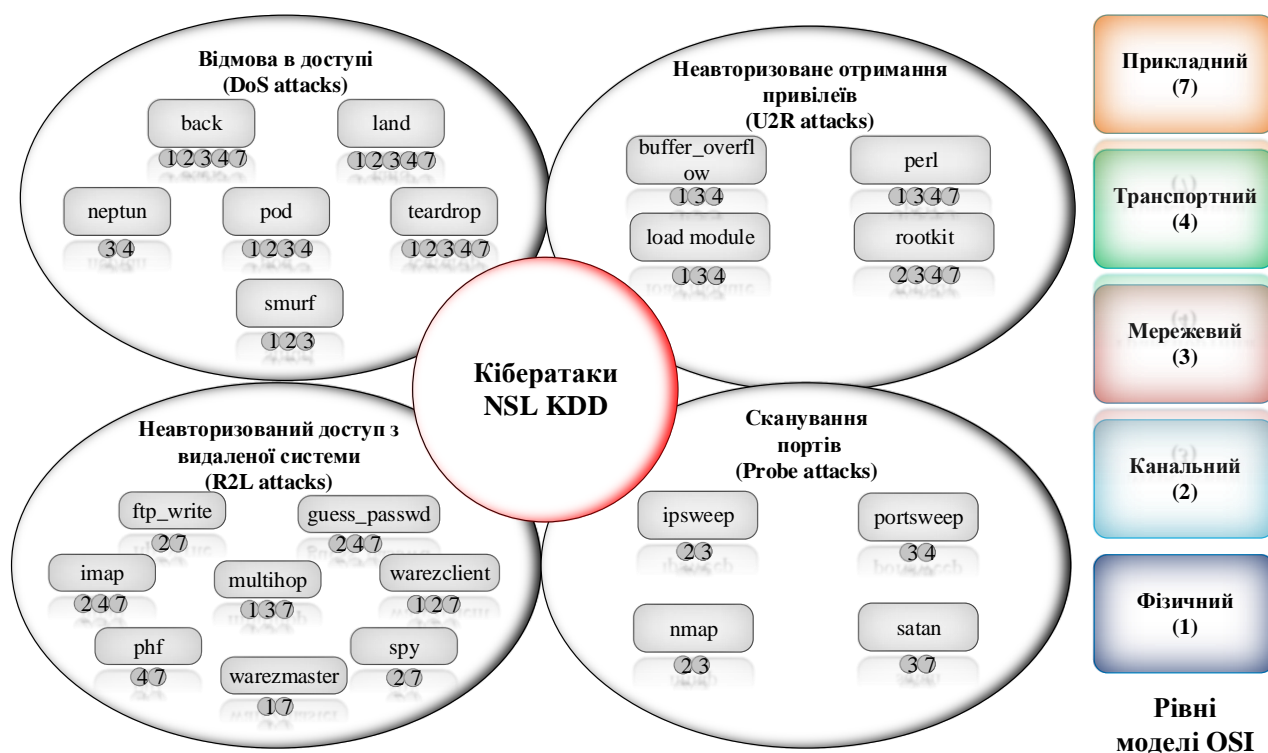 Відмова в доступі
(DoS attacks)
back
1 2 3 4 7
land
1 2 3 4 7
neptun
3 4
pod
1 2 3 4
teardrop
1 2 3 4 7
smurf
1 2 3
Неавторизоване отримання
привілеїв
(U2R attacks)
buffer_overfl
ow
1 3 4
perl
1 3 4 7
load module
1 3 4
rootkit
2 3 4 7
Кібератаки
NSL KDD
Неавторизований доступ з
видаленої системи
(R2L attacks)
ftp_write
2 7
guess_passwd
2 4 7
imap
2 4 7
multihop
1 3 7
warezclient
1 2 7
phf
4 7
warezmaster
1 7
spy
2 7
Сканування
портів
(Probe attacks)
ipsweep
2 3
portsweep
3 4
nmap
2 3
satan
3 7
Прикладний
(7)
Транспортний
(4)
Мережевий
(3)
Канальний
(2)
Фізичний
(1)
Рівні
моделі OSI